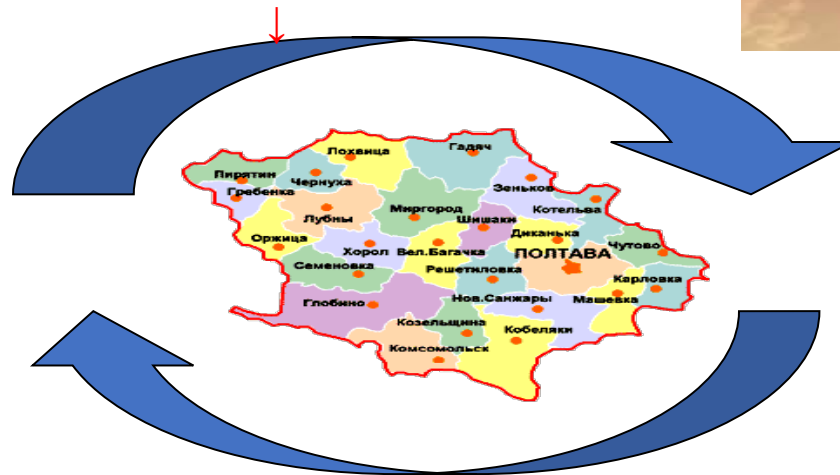 Лохвица
Гадяч
Пирятин
Чернуха
Зеньков
Гребенка
Лубны
Миргород
Котельва
Шишаки
Оржица
Диканька
Хорол
Вел.Багачка
Чутово
ПОЛТАВА
Семеновка
Решетиловка
Карловка
Глобино
Нов.Санжары
Машевка
Козельщина
Кобеляки
Комсомольск